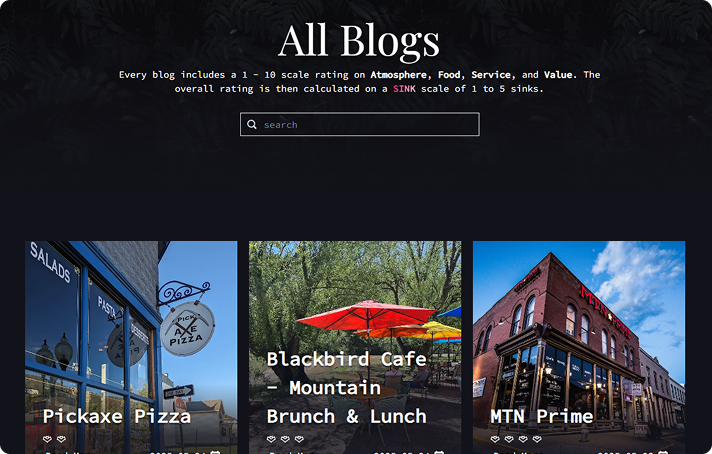 All Blogs
Every blog includes a 1 - 10 scale rating on Atmosphere, Food, Service, and Value. The
overall rating is then calculated on a SINK scale of 1 to 5 sinks.
search
SALADS
PASTA
DESSERTS
PICK
AXE
PIZZA
Pickaxe Pizza
Blackbird Cafe
- Mountain
Brunch & Lunch
MTN Prime